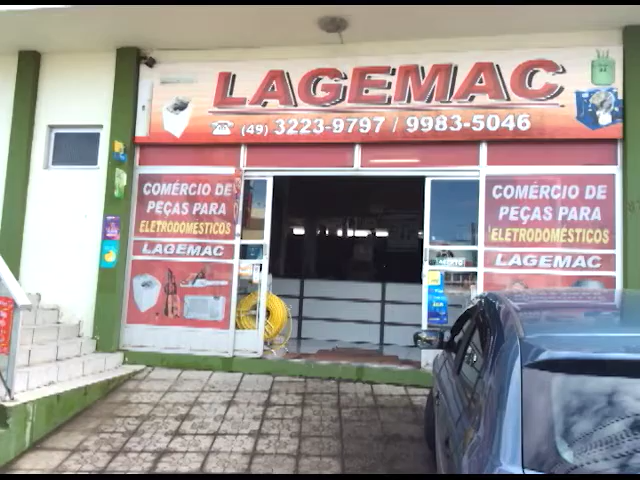 LAGEMAC
(49) 3223-9797 / 9983-5046
COMÉRCIO DE
PEÇAS PARA
ELETRODOMÉSTICOS
LAGEMAC
COMÉRCIO DE
PEÇAS PARA
ELETRODOMÉSTICOS
LAGEMAC